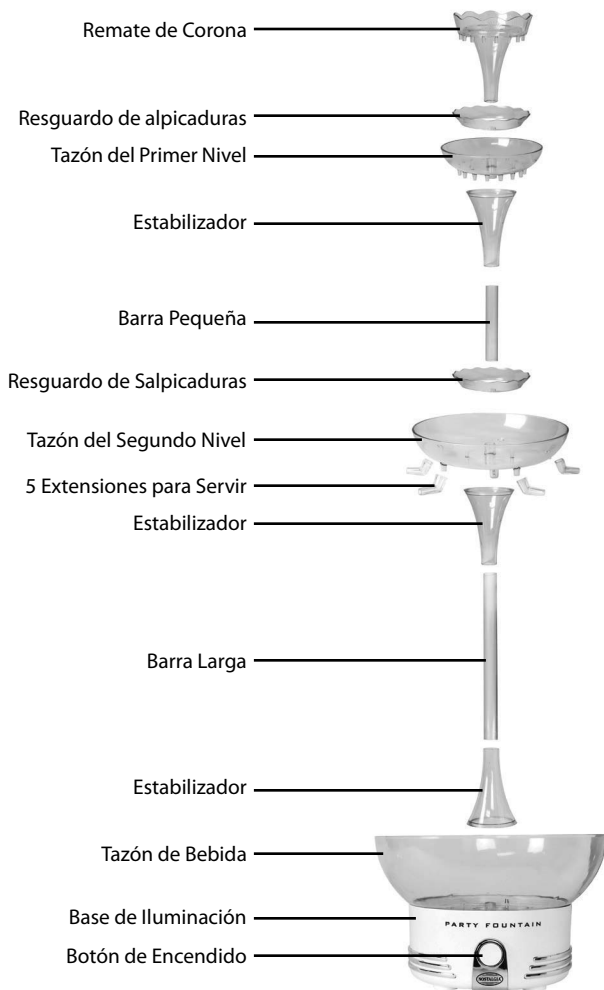 Remate de Corona
Resguardo de alpicaduras
Tazón del Primer Nivel
Estabilizador
Barra Pequeña
Resguardo de Salpicaduras
Tazón del Segundo Nivel
5 Extensiones para Servir
Estabilizador
Barra Larga
Estabilizador
Tazón de Bebida
Base de Iluminación
PARTY FOUNTAIN
Botón de Encendido
NOSTALGIA